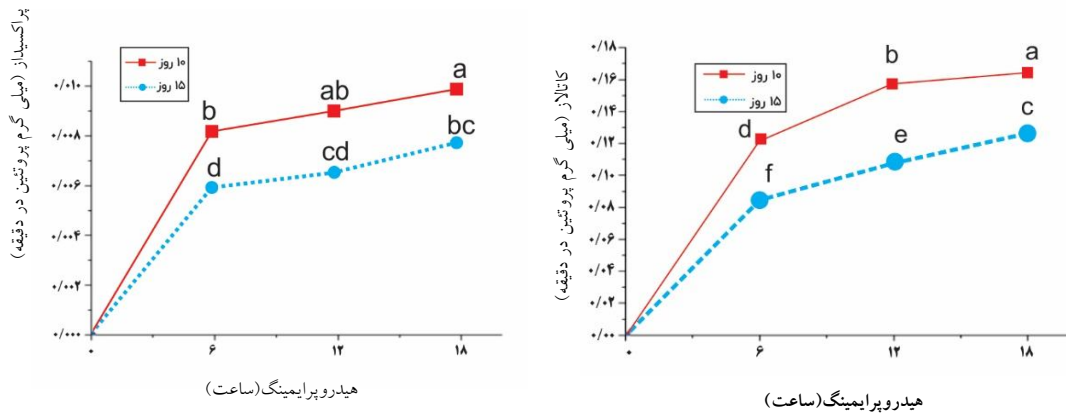 پراکسیداز (میلی گرم پروتئین در دقیقه)
۱۰ روز
۱۵ روز
۰/۰۱۰
۰/۰۰۸
۰/۰۰۶
۰/۰۰۴
۰/۰۰۲
۰/۰۰۰
b
ab
a
d
cd
bc
۰ ۶ ۱۲ ۱۸
هیدروپرایمینگ(ساعت)
کاتالاز (میلی گرم پروتئین در دقیقه)
۱۰ روز
۱۵ روز
۰/۱۸
۰/۱۶
۰/۱۴
۰/۱۲
۰/۱۰
۰/۰۸
۰/۰۶
۰/۰۴
۰/۰۲
۰/۰۰
d
b
a
f
e
c
۰ ۶ ۱۲ ۱۸
هیدروپرایمینگ(ساعت)